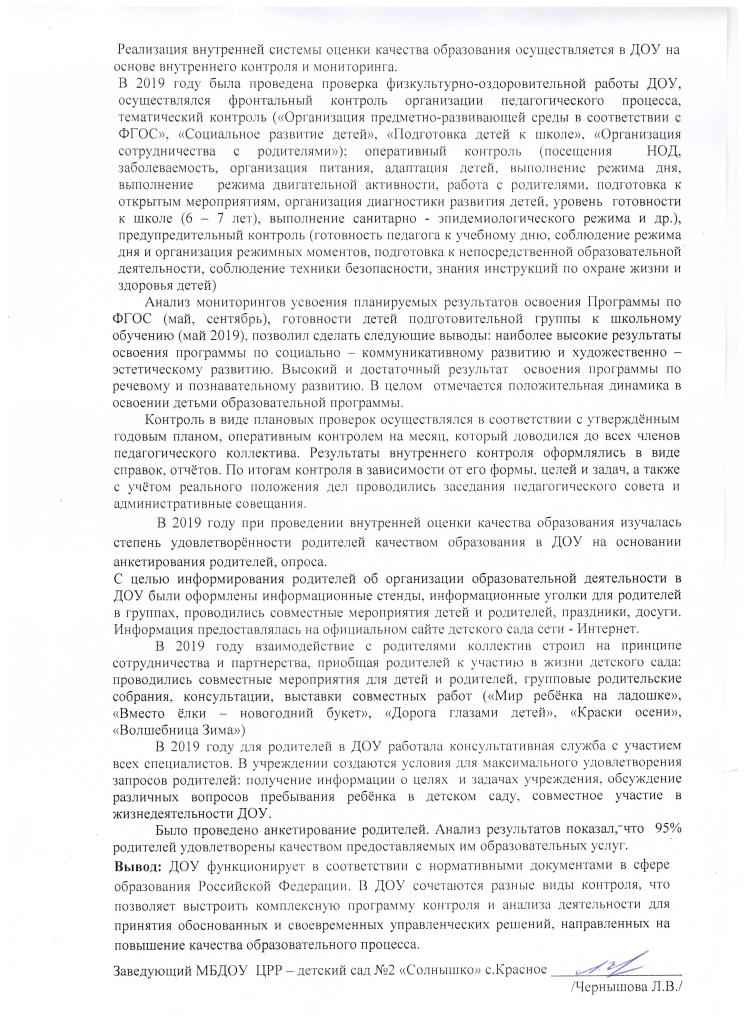 Реализация внутренней системы оценки качества образования осуществляется в ДОУ на
основе внутреннего контроля и мониторинга.
В 2019 году была проведена проверка физкультурно-оздоровительной работы ДОУ,
осуществлялся фронтальный контроль организации педагогического процесса,
тематический контроль («Организация предметно-развивающей среды в соответствии с
ФГОС», «Социальное развитие детей», «Подготовка детей к школе», «Организация
сотрудничества с родителями»); оперативный контроль (посещения НОД,
заболеваемость, организация питания, адаптация детей, выполнение режима дня,
выполнение режима двигательной активности, работа с родителями, подготовка к
открытым мероприятиям, организация диагностики развития детей, уровень готовности
к школе (6 – 7 лет), выполнение санитарно - эпидемиологического режима и др.),
предупредительный контроль (готовность педагога к учебному дню, соблюдение режима
дня и организация режимных моментов, подготовка к непосредственной образовательной
деятельности, соблюдение техники безопасности, знания инструкций по охране жизни и
здоровья детей)
Анализ мониторингов усвоения планируемых результатов освоения Программы по
ФГОС (май, сентябрь), готовности детей подготовительной группы к школьному
обучению (май 2019), позволил сделать следующие выводы: наиболее высокие результаты
освоения программы по социально – коммуникативному развитию и художественно –
эстетическому развитию. Высокий и достаточный результат освоения программы по
речевому и познавательному развитию. В целом отмечается положительная динамика в
освоении детьми образовательной программы.
Контроль в виде плановых проверок осуществлялся в соответствии с утверждённым
годовым планом, оперативным контролем на месяц, который доводился до всех членов
педагогического коллектива. Результаты внутреннего контроля оформлялись в виде
справок, отчётов. По итогам контроля в зависимости от его формы, целей и задач, а также
с учётом реального положения дел проводились заседания педагогического совета и
административные совещания.
В 2019 году при проведении внутренней оценки качества образования изучалась
степень удовлетворённости родителей качеством образования в ДОУ на основании
анкетирования родителей, опроса.
С целью информирования родителей об организации образовательной деятельности в
ДОУ были оформлены информационные стенды, информационные уголки для родителей
в группах, проводились совместные мероприятия детей и родителей, праздники, досуги.
Информация предоставлялась на официальном сайте детского сада сети - Интернет.
В 2019 году взаимодействие с родителями коллектив строил на принципе
сотрудничества и партнерства, приобщая родителей к участию в жизни детского сада:
проводились совместные мероприятия для детей и родителей, групповые родительские
собрания, консультации, выставки совместных работ («Мир ребёнка на ладошке»,
«Вместо ёлки – новогодний букет», «Дорога глазами детей», «Краски осени»,
«Волшебница Зима»)
В 2019 году для родителей в ДОУ работала консультативная служба с участием
всех специалистов. В учреждении создаются условия для максимального удовлетворения
запросов родителей: получение информации о целях и задачах учреждения, обсуждение
различных вопросов пребывания ребёнка в детском саду, совместное участие в
жизнедеятельности ДОУ.
Было проведено анкетирование родителей. Анализ результатов показал, что 95%
родителей удовлетворены качеством предоставляемых им образовательных услуг.
Вывод: ДОУ функционирует в соответствии с нормативными документами в сфере
образования Российской Федерации. В ДОУ сочетаются разные виды контроля, что
позволяет выстроить комплексную программу контроля и анализа деятельности для
принятия обоснованных и своевременных управленческих решений, направленных на
повышение качества образовательного процесса.
Заведующий МБДОУ ЦРР – детский сад №2 «Солнышко» с.Красное
/Чернышова Л.В./